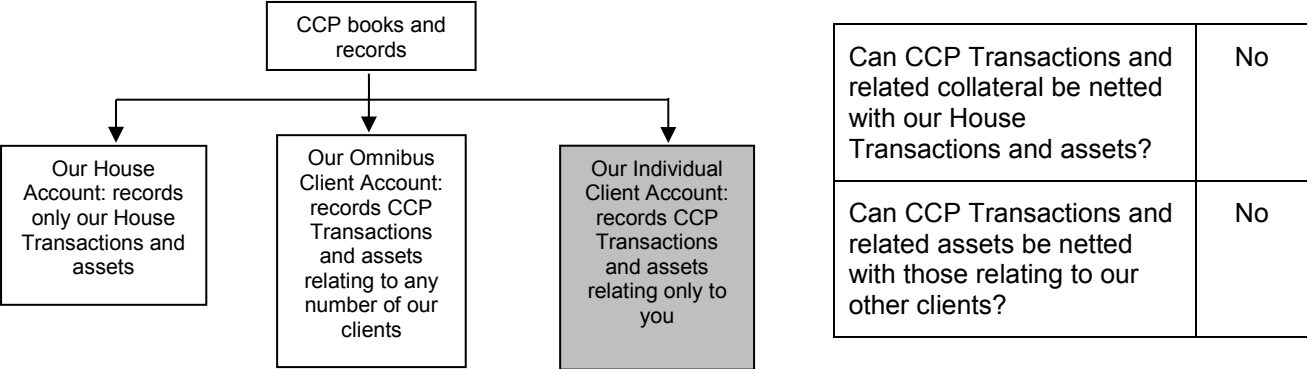 CCP books and
records
Our House
Account: records
only our House
Transactions and
assets
Our Omnibus
Client Account:
records CCP
Transactions
and assets
relating to any
number of our
clients
Our Individual
Client Account:
records CCP
Transactions
and assets
relating only to
you
Can CCP Transactions and
related collateral be netted
with our House
Transactions and assets?
No
Can CCP Transactions and
related assets be netted
with those relating to our
other clients?
No